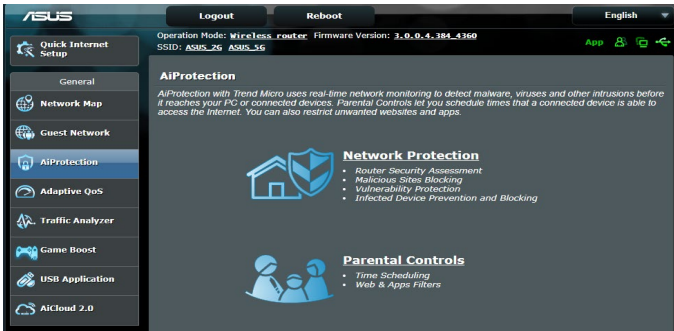 ASUS
Logout
Reboot
English
Quick Internet
Setup
Operation Mode: Wireless router Firmware Version: 3.0.0.4.384_4360
SSID: ASUS_2G ASUS_5G
App
General
Network Map
Guest Network
AiProtection
Adaptive QoS
Traffic Analyzer
Game Boost
USB Application
AiCloud 2.0
AiProtection
AiProtection with Trend Micro uses real-time network monitoring to detect malware, viruses and other intrusions before
it reaches your PC or connected devices. Parental Controls let you schedule times that a connected device is able to
access the Internet. You can also restrict unwanted websites and apps.
Network Protection
• Router Security Assessment
• Malicious Sites Blocking
• Vulnerability Protection
• Infected Device Prevention and Blocking
Parental Controls
• Time Scheduling
• Web & Apps Filters